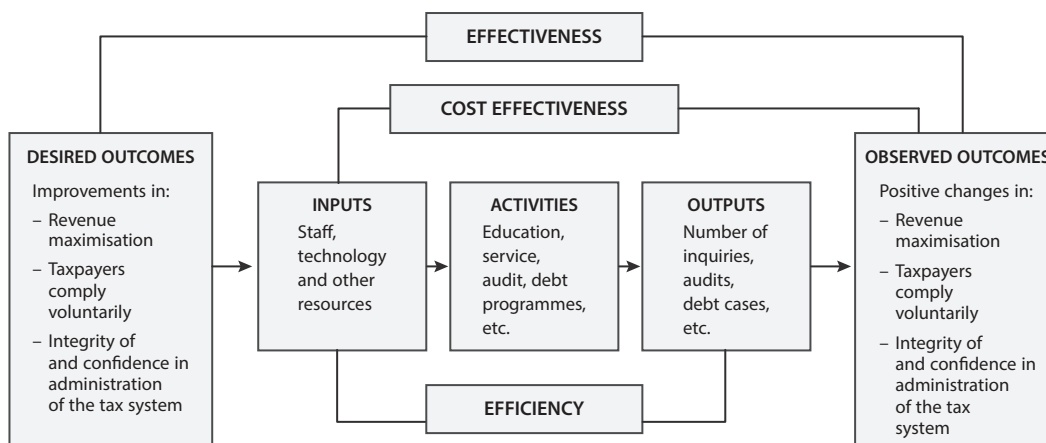 EFFECTIVENESS
COST EFFECTIVENESS
DESIRED OUTCOMES
Improvements in:
– Revenue
maximisation
– Taxpayers
comply
voluntarily
– Integrity of
and confidence in
administration
of the tax system
INPUTS
Staff,
technology
and other
resources
ACTIVITIES
Education,
service,
audit, debt
programmes,
etc.
OUTPUTS
Number of
inquiries,
audits,
debt cases,
etc.
OBSERVED OUTCOMES
Positive changes in:
– Revenue
maximisation
– Taxpayers
comply
voluntarily
– Integrity of
and confidence in
administration
of the tax
system
EFFICIENCY